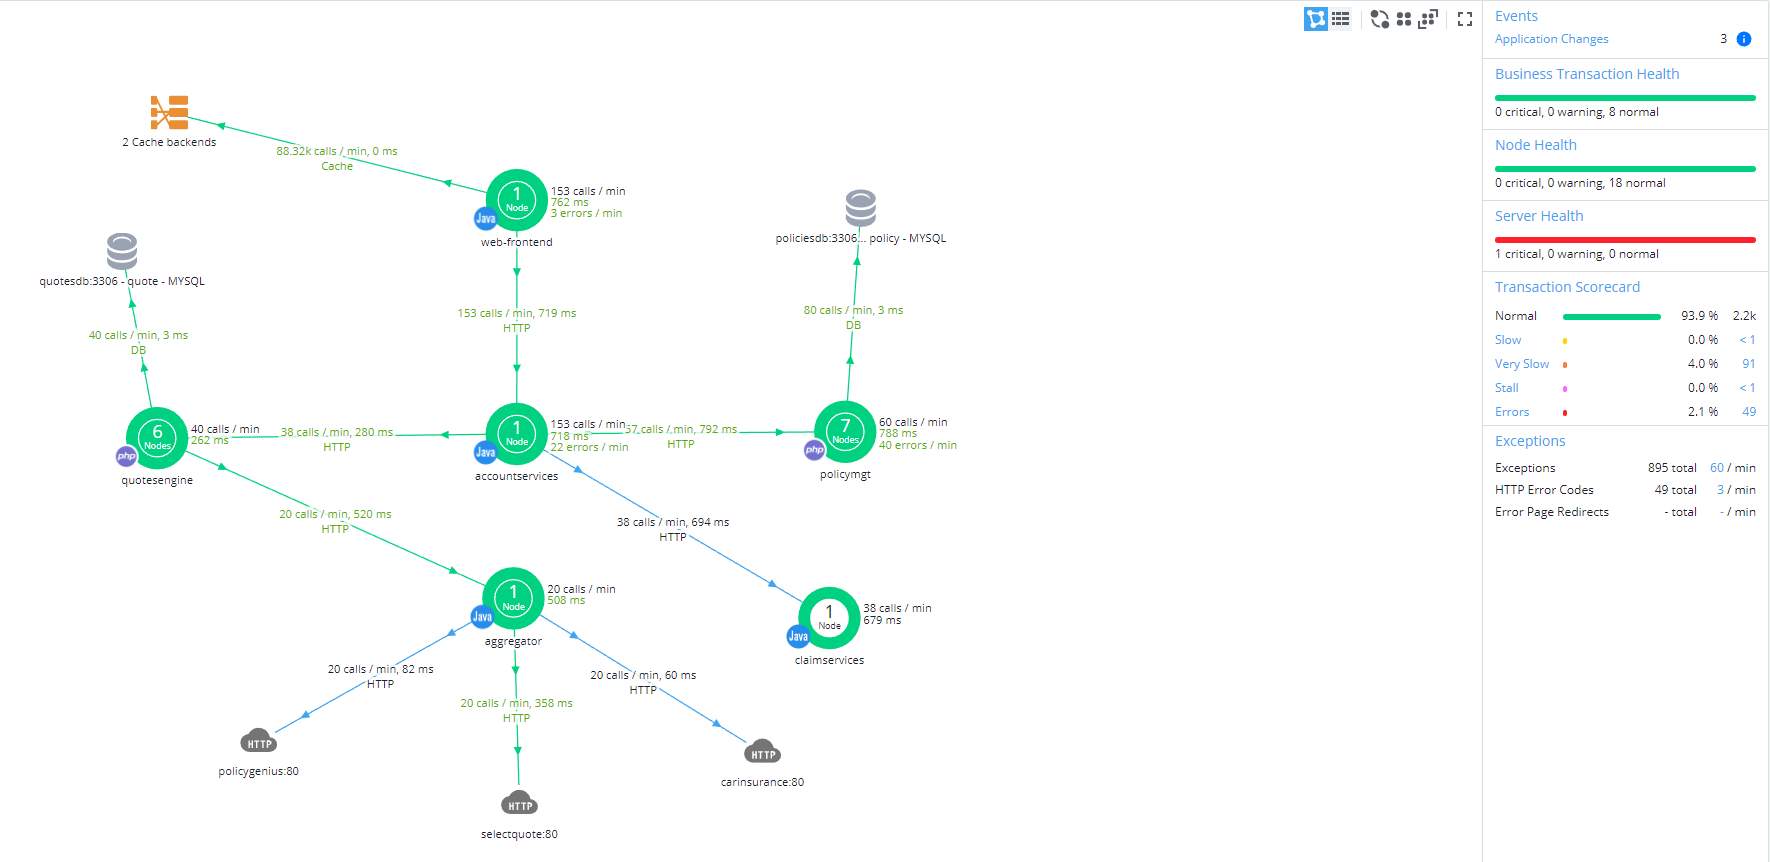 2 Cache backends
88.32k calls / min, 0 ms
Cache
1
Node
Java
web-frontend
153 calls / min
762 ms
3 errors / min
policiesdb:3306... policy - MYSQL
quotesdb:3306 - quote - MYSQL
153 calls / min, 719 ms
HTTP
80 calls / min, 3 ms
DB
40 calls / min, 3 ms
DB
6
Nodes
php
quotesengine
40 calls / min
262 ms
38 calls / min, 280 ms
HTTP
1
Node
Java
accountservices
153 calls / min
718 ms
22 errors / min
calls / min, 792 ms
HTTP
7
Nodes
php
policymgt
60 calls / min
788 ms
40 errors / min
20 calls / min, 520 ms
HTTP
38 calls / min, 694 ms
HTTP
1
Node
Java
aggregator
20 calls / min
508 ms
1
Node
Java
claimservices
38 calls / min
679 ms
20 calls / min, 82 ms
HTTP
20 calls / min, 358 ms
HTTP
20 calls / min, 60 ms
HTTP
HTTP
policygenius:80
HTTP
selectquote:80
HTTP
carinsurance:80
Events
Application Changes 3 i
Business Transaction Health
0 critical, 0 warning, 8 normal
Node Health
0 critical, 0 warning, 18 normal
Server Health
1 critical, 0 warning, 0 normal
Transaction Scorecard
Normal 93.9 % 2.2k
Slow 0.0 % < 1
Very Slow 4.0 % 91
Stall 0.0 % < 1
Errors 2.1 % 49
Exceptions
Exceptions 895 total 60 / min
HTTP Error Codes 49 total 3 / min
Error Page Redirects - total - / min